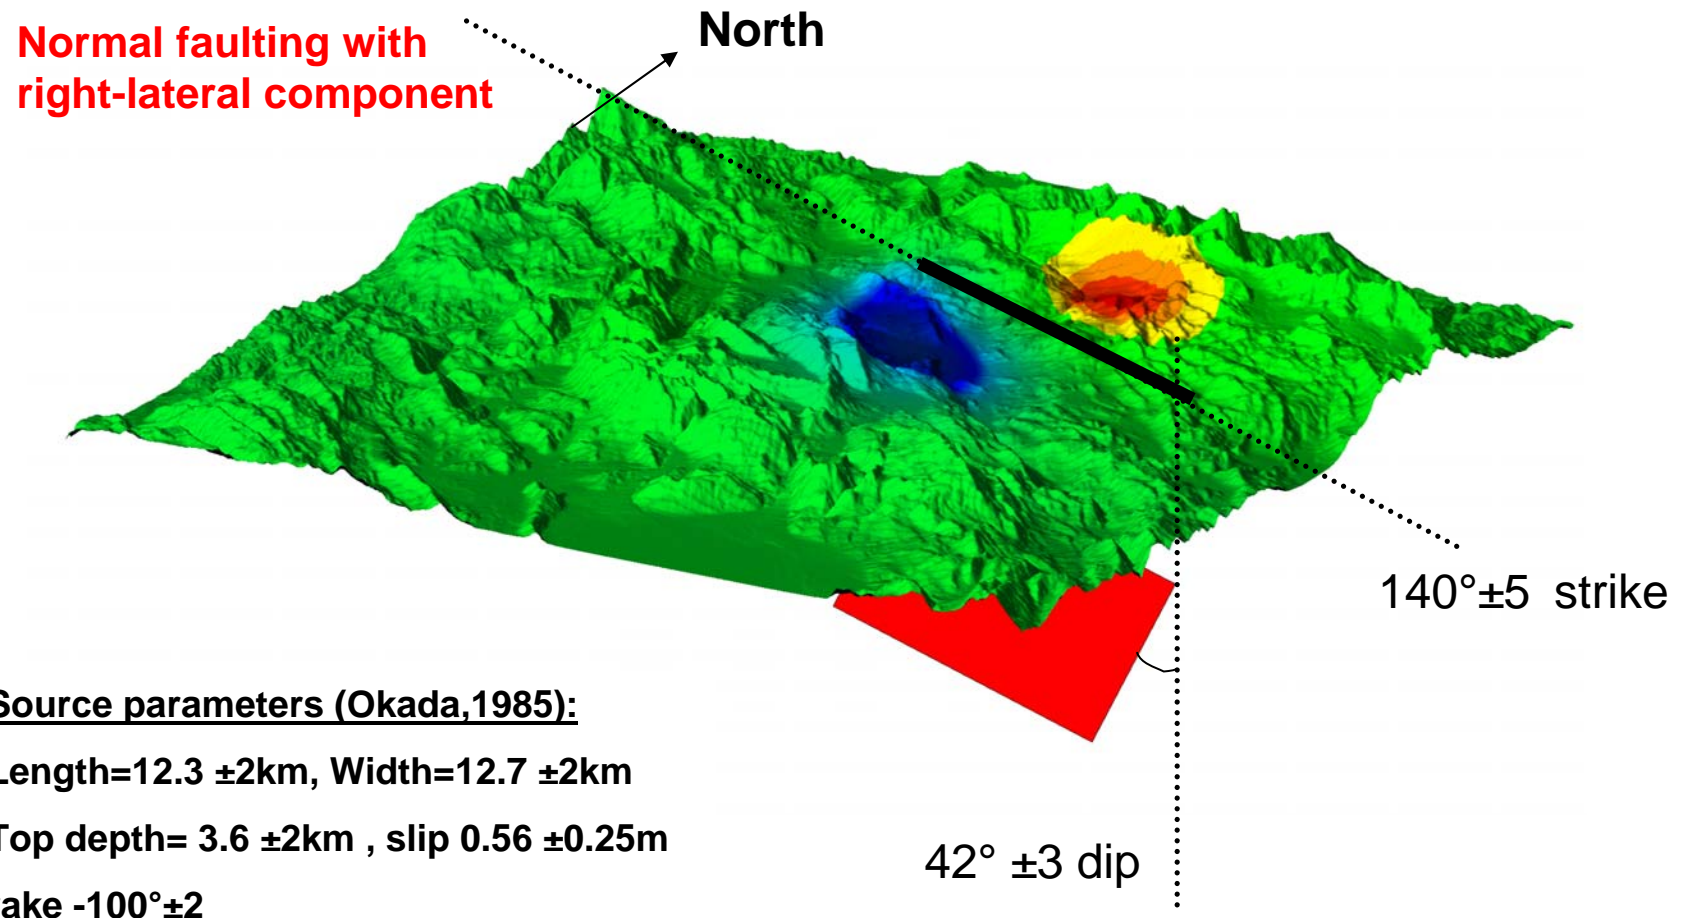 Normal faulting with
right-lateral component
North
140°±5 strike
Source parameters (Okada,1985):
Length=12.3 ±2km, Width=12.7 ±2km
Top depth= 3.6 ±2km , slip 0.56 ±0.25m
rake -100°±2
42° ±3 dip